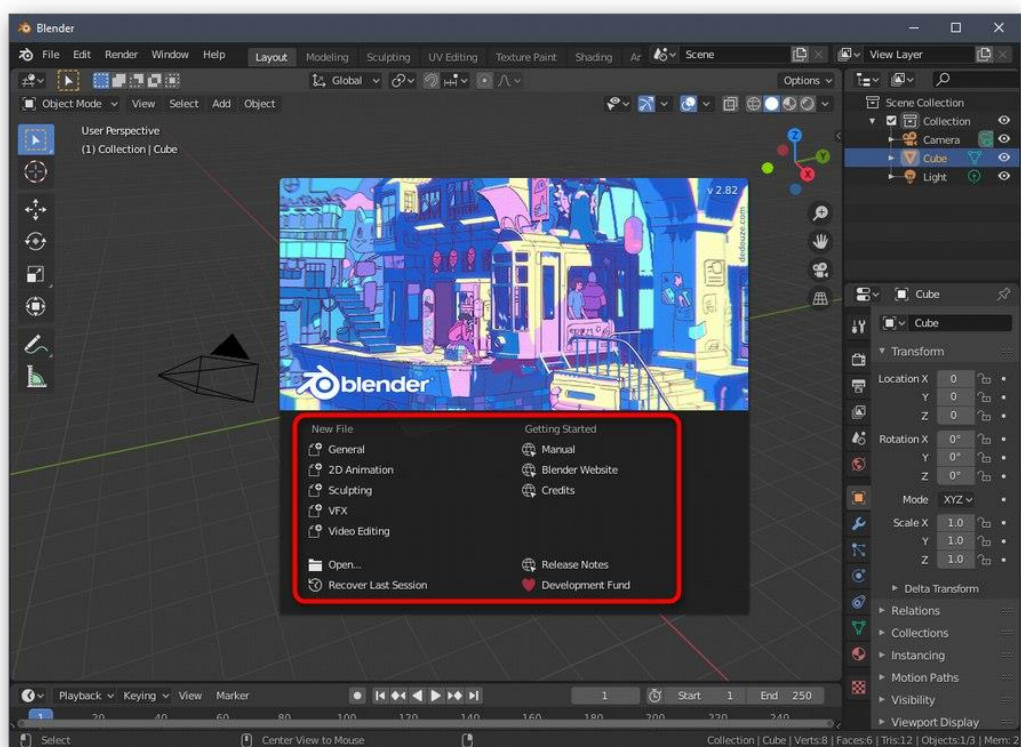 Blender
File Edit Render Window Help Layout Modeling Sculpting UV Editing Texture Paint Shading Ar Scene View Layer
Global Options
Object Mode View Select Add Object
User Perspective
(1) Collection | Cube
Z
Y
X
Scene Collection
Collection
Camera
Cube
Light
v 2.82
dedouze.com
blender
New File
General
2D Animation
Sculpting
VFX
Video Editing
Open...
Recover Last Session
Getting Started
Manual
Blender Website
Credits
Release Notes
Development Fund
Cube
Cube
Transform
Location X 0
Y 0
Z 0
Rotation X 0°
Y 0°
Z 0°
Mode XYZ
Scale X 1.0
Y 1.0
Z 1.0
Delta Transform
Relations
Collections
Instancing
Motion Paths
Visibility
Viewport Display
Playback Keying View Marker 1 Start 1 End 250
1 20 40 60 80 100 120 140 160 180 200 220 240
Select Center View to Mouse Collection | Cube | Verts:8 | Faces:6 | Tris:12 | Objects:1/3 | Mem: 2